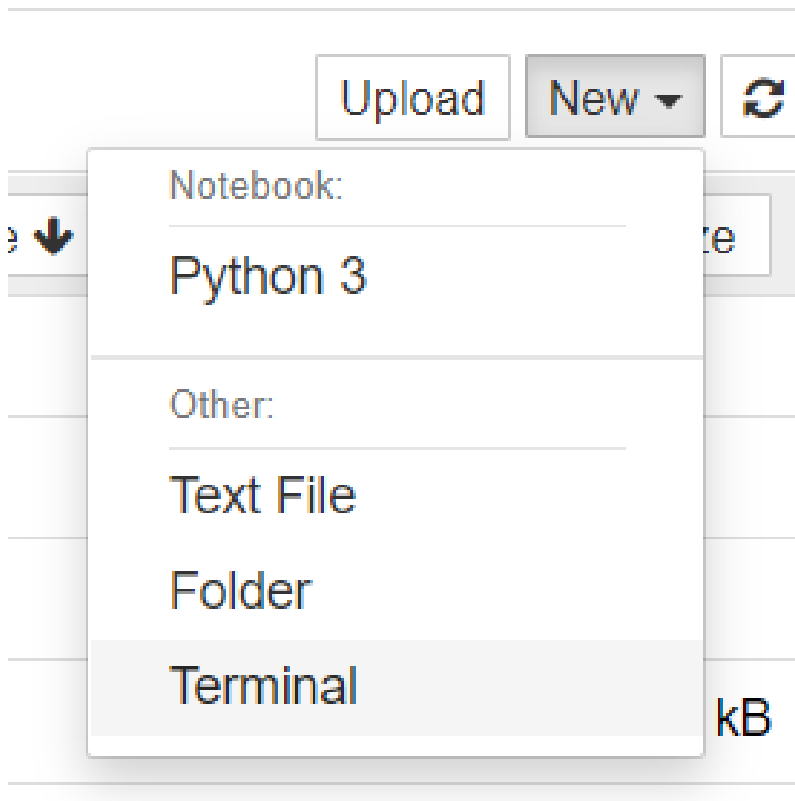 Upload New
Notebook:
Python 3
Other:
Text File
Folder
Terminal
kB